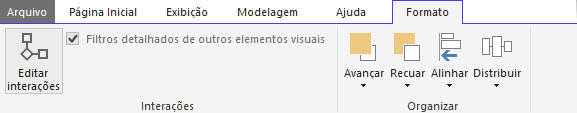 Arquivo Página Inicial Exibição Modelagem Ajuda Formato
Filtros detalhados de outros elementos visuais
Editar interações
Avançar Recuar Alinhar Distribuir
Interações Organizar